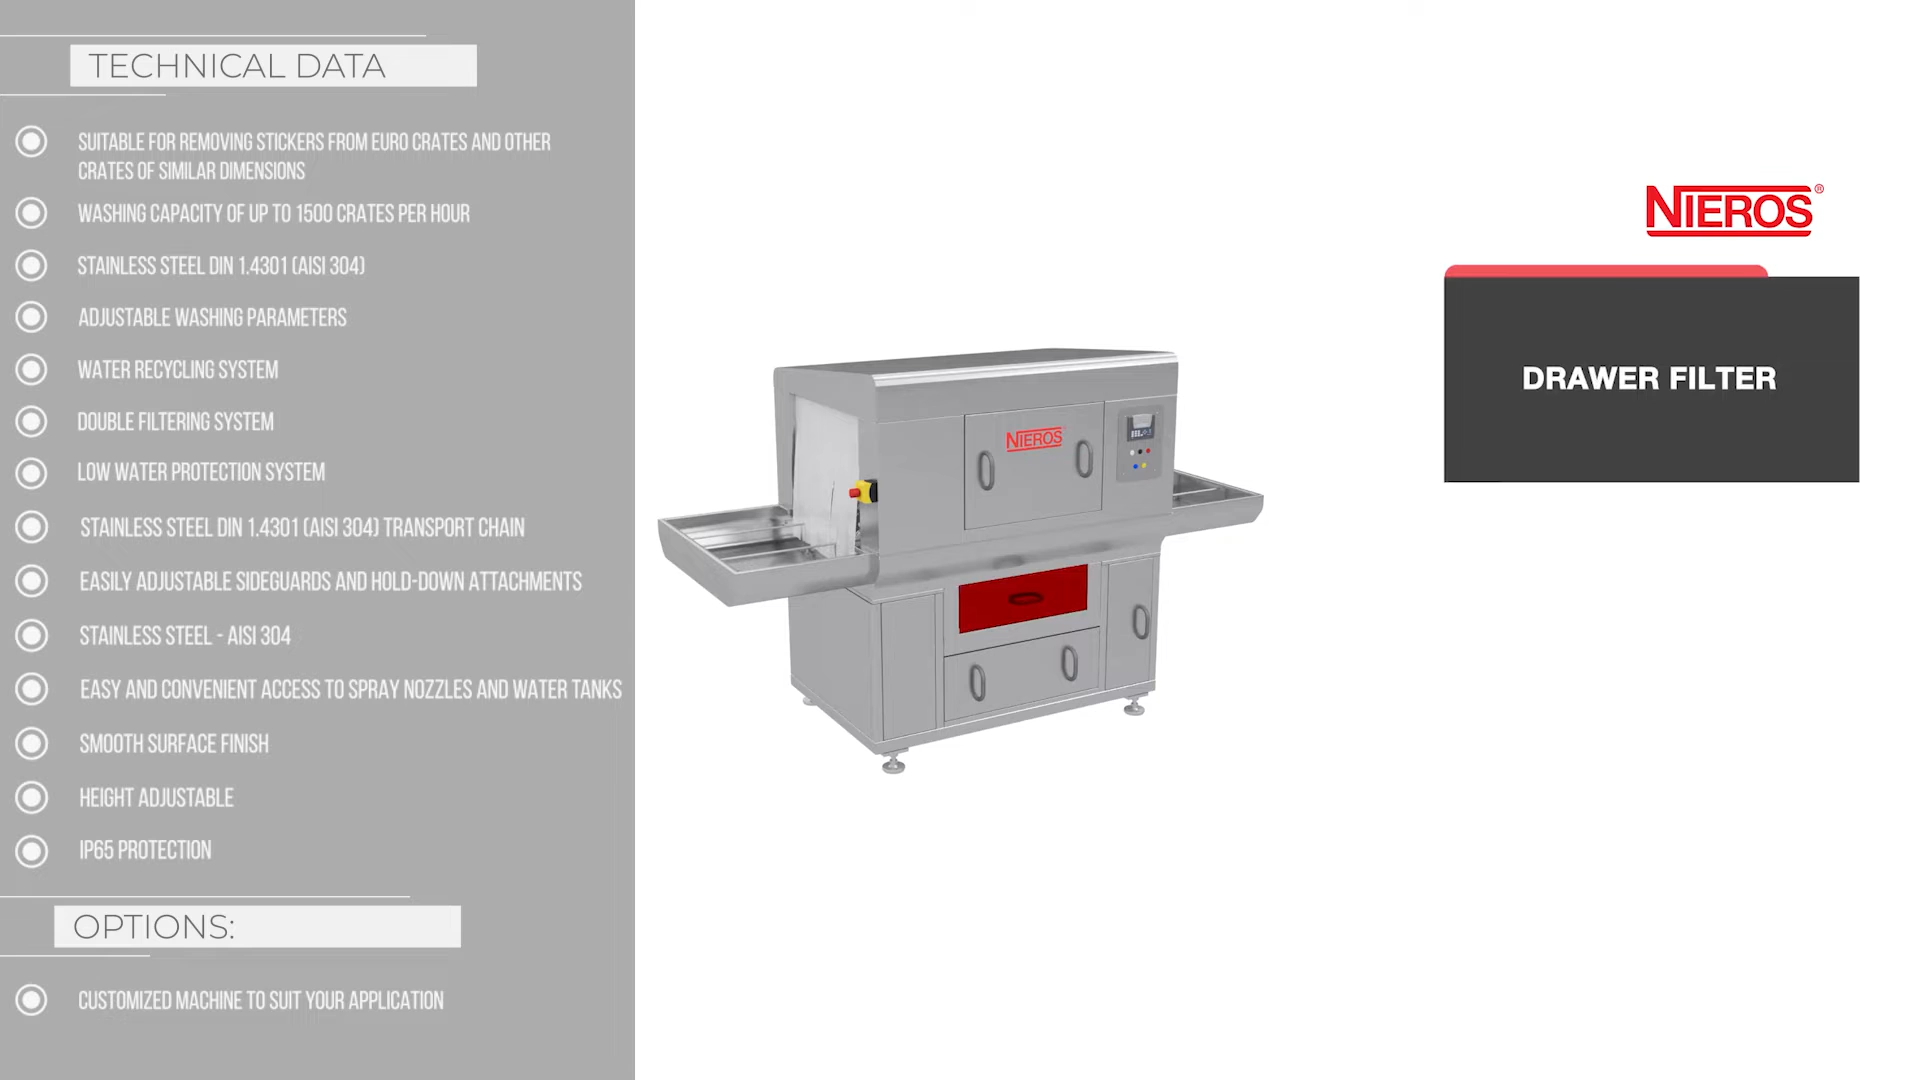 TECHNICAL DATA
SUITABLE FOR REMOVING STICKERS FROM EURO CRATES AND OTHER
CRATES OF SIMILAR DIMENSIONS
WASHING CAPACITY OF UP TO 1500 CRATES PER HOUR
STAINLESS STEEL DIN 1.4301 (AISI 304)
ADJUSTABLE WASHING PARAMETERS
WATER RECYCLING SYSTEM
DOUBLE FILTERING SYSTEM
LOW WATER PROTECTION SYSTEM
STAINLESS STEEL DIN 1.4301 (AISI 304) TRANSPORT CHAIN
EASILY ADJUSTABLE SIDEGUARDS AND HOLD-DOWN ATTACHMENTS
STAINLESS STEEL - AISI 304
EASY AND CONVENIENT ACCESS TO SPRAY NOZZLES AND WATER TANKS
SMOOTH SURFACE FINISH
HEIGHT ADJUSTABLE
IP65 PROTECTION
OPTIONS:
CUSTOMIZED MACHINE TO SUIT YOUR APPLICATION
NIEROS
NIEROS®
DRAWER FILTER